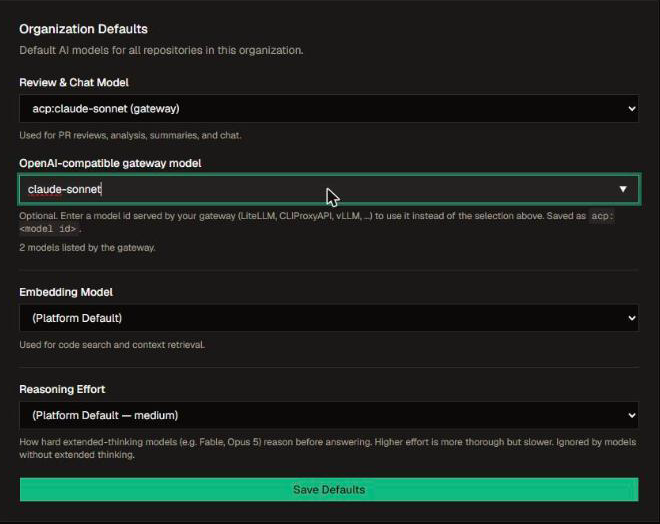 Organization Defaults
Default AI models for all repositories in this organization.
Review & Chat Model
acp:claude-sonnet (gateway)
Used for PR reviews, analysis, summaries, and chat.
OpenAI-compatible gateway model
claude-sonnet
Optional. Enter a model id served by your gateway (LiteLLM, CLIProxyAPI, vLLM, ...) to use it instead of the selection above. Saved as acp:
<model id>.
2 models listed by the gateway.
Embedding Model
(Platform Default)
Used for code search and context retrieval.
Reasoning Effort
(Platform Default — medium)
How hard extended-thinking models (e.g. Fable, Opus 5) reason before answering. Higher effort is more thorough but slower. Ignored by models
without extended thinking.
Save Defaults